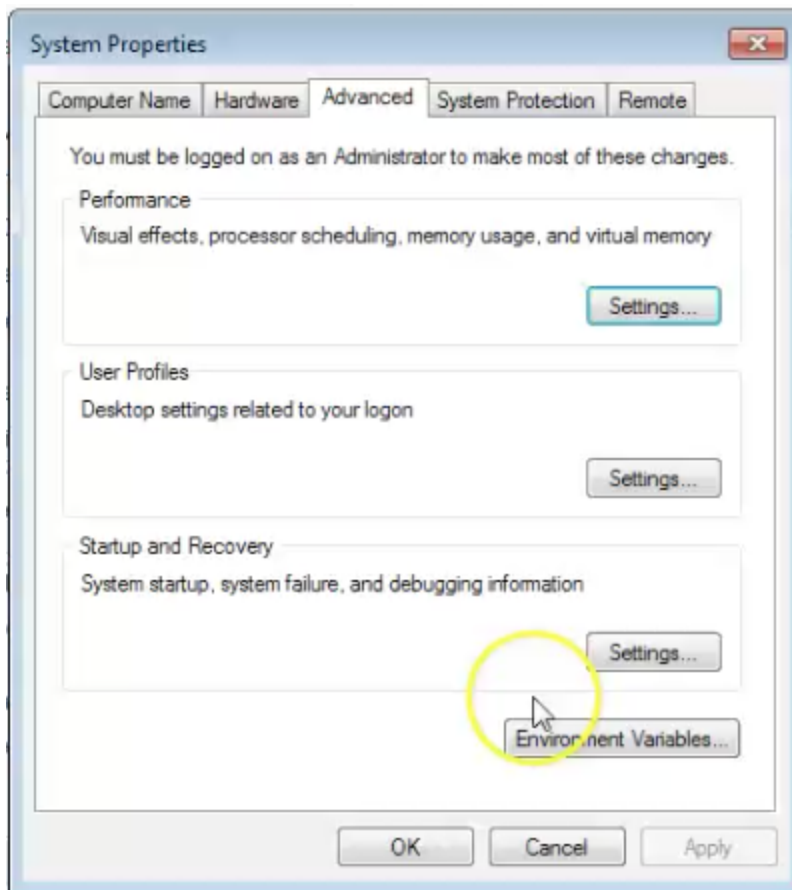 System Properties
Computer Name Hardware Advanced System Protection Remote
You must be logged on as an Administrator to make most of these changes.
Performance
Visual effects, processor scheduling, memory usage, and virtual memory
Settings...
User Profiles
Desktop settings related to your logon
Settings...
Startup and Recovery
System startup, system failure, and debugging information
Settings...
Environment Variables...
OK Cancel Apply